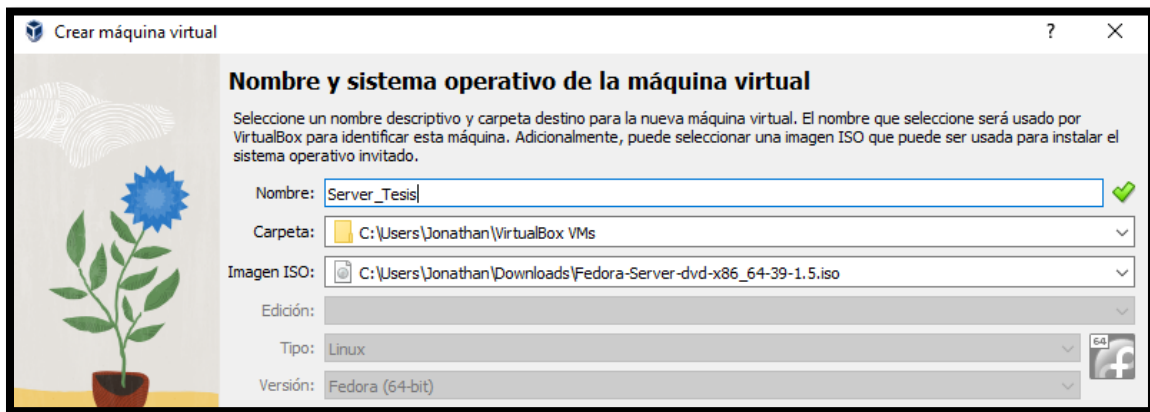 Crear máquina virtual
?
Nombre y sistema operativo de la máquina virtual
Seleccione un nombre descriptivo y carpeta destino para la nueva máquina virtual. El nombre que seleccione será usado por
VirtualBox para identificar esta máquina. Adicionalmente, puede seleccionar una imagen ISO que puede ser usada para instalar el
sistema operativo invitado.
Nombre: Server_Tesis
Carpeta: C:\Users\Jonathan\VirtualBox VMs
Imagen ISO: C:\Users\Jonathan\Downloads\Fedora-Server-dvd-x86_64-39-1.5.iso
Edición:
Tipo: Linux
64
Versión: Fedora (64-bit)